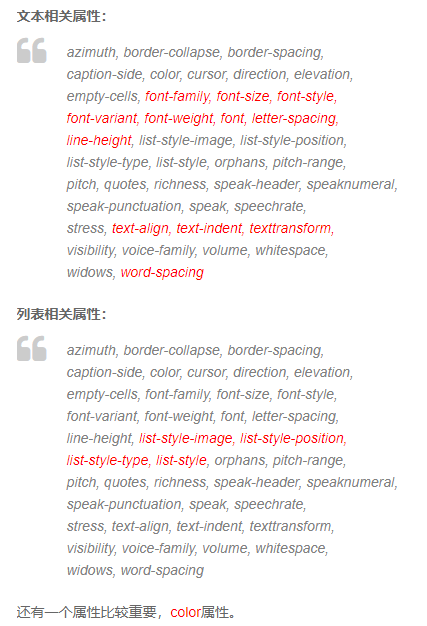 文本相关属性：
azimuth, border-collapse, border-spacing,
caption-side, color, cursor, direction, elevation,
empty-cells, font-family, font-size, font-style,
font-variant, font-weight, font, letter-spacing,
line-height, list-style-image, list-style-position,
list-style-type, list-style, orphans, pitch-range,
pitch, quotes, richness, speak-header, speaknumeral,
speak-punctuation, speak, speechrate,
stress, text-align, text-indent, texttransform,
visibility, voice-family, volume, whitespace,
widows, word-spacing
列表相关属性：
azimuth, border-collapse, border-spacing,
caption-side, color, cursor, direction, elevation,
empty-cells, font-family, font-size, font-style,
font-variant, font-weight, font, letter-spacing,
line-height, list-style-image, list-style-position,
list-style-type, list-style, orphans, pitch-range,
pitch, quotes, richness, speak-header, speaknumeral,
speak-punctuation, speak, speechrate,
stress, text-align, text-indent, texttransform,
visibility, voice-family, volume, whitespace,
widows, word-spacing
还有一个属性比较重要，color属性。